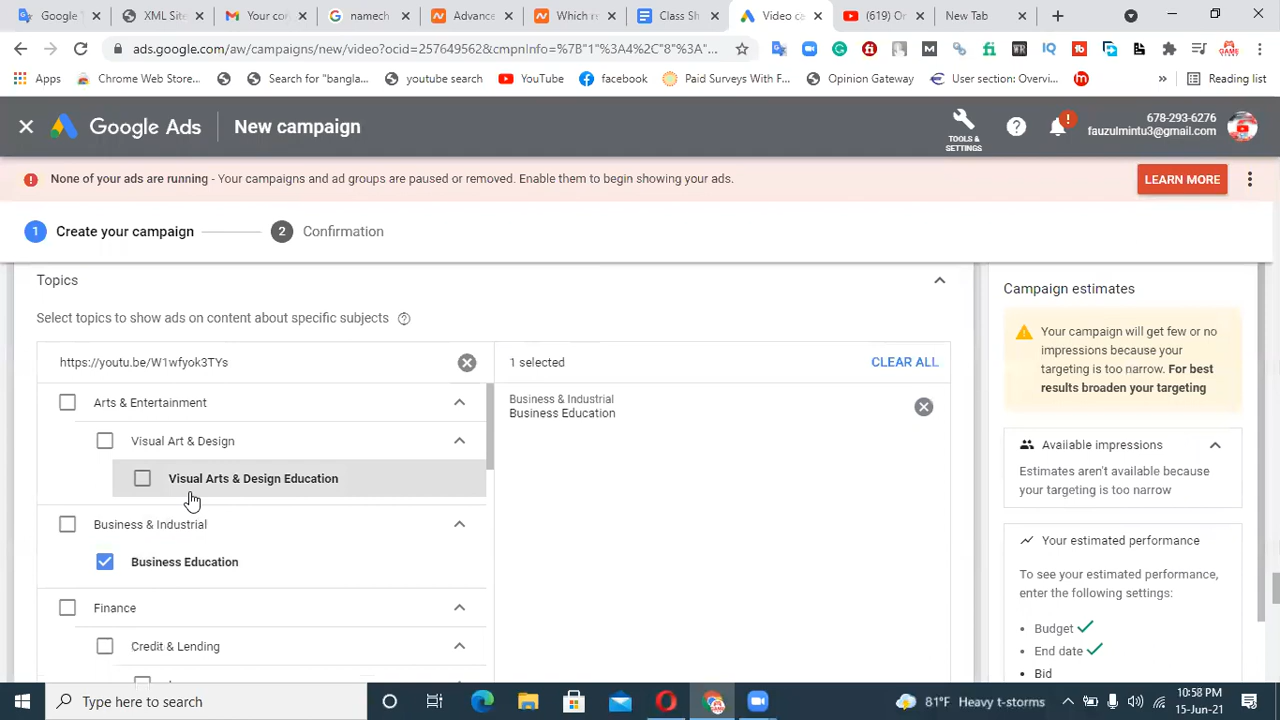 Google T
XML Site
Your co
namech
Advance
Which re
Class Sh
Video ca
(619) Or
New Tab
ads.google.com/aw/campaigns/new/video?ocid=257649562&cmpnInfo=%7B"1"%3A4%2C"8"%3A"...
Apps
Chrome Web Store...
Search for "bangla...
youtube search
YouTube
facebook
Paid Surveys With F...
Opinion Gateway
User section: Overvi...
»
Reading list
Google Ads
New campaign
TOOLS & SETTINGS
678-293-6276
fauzulmintu3@gmail.com
None of your ads are running - Your campaigns and ad groups are paused or removed. Enable them to begin showing your ads.
LEARN MORE
1 Create your campaign
2 Confirmation
Topics
Select topics to show ads on content about specific subjects
https://youtu.be/W1wfyok3TYs
1 selected
CLEAR ALL
Arts & Entertainment
Visual Art & Design
Visual Arts & Design Education
Business & Industrial
Business Education
Finance
Credit & Lending
Business & Industrial
Business Education
Campaign estimates
Your campaign will get few or no
impressions because your
targeting is too narrow. For best
results broaden your targeting
Available impressions
Estimates aren't available because
your targeting is too narrow
Your estimated performance
To see your estimated performance,
enter the following settings:
• Budget
• End date
• Bid
Type here to search
81°F Heavy t-storms
10:58 PM
15-Jun-21